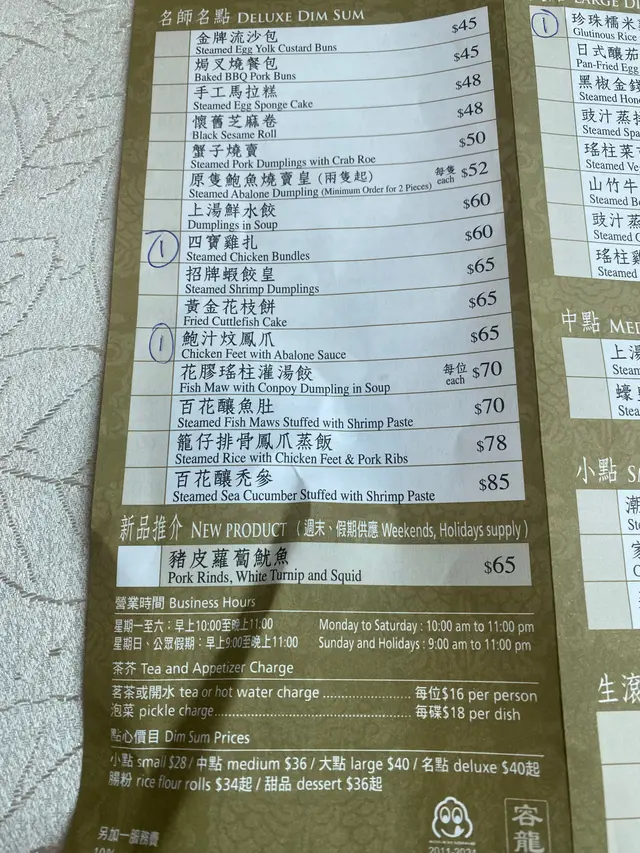 名師名點 DELUXE DIM SUM
金牌流沙包 $45
Steamed Egg Yolk Custard Buns
焗叉燒餐包 $45
Baked BBQ Pork Buns
手工馬拉糕 $48
Steamed Egg Sponge Cake
懷舊芝麻卷 $48
Black Sesame Roll
蟹子燒賣 $50
Steamed Pork Dumplings with Crab Roe
原隻鮑魚燒賣皇 (兩隻起) 每隻 each $52
Steamed Abalone Dumpling (Minimum Order for 2 Pieces)
上湯鮮水餃 $60
Dumplings in Soup
1 四寶雞扎 $60
Steamed Chicken Bundles
招牌蝦餃皇 $65
Steamed Shrimp Dumplings
黃金花枝餅 $65
Fried Cuttlefish Cake
1 鮑汁炆鳳爪 $65
Chicken Feet with Abalone Sauce
花膠瑤柱灌湯餃 每位 each $70
Fish Maw with Conpoy Dumpling in Soup
百花釀魚肚 $70
Steamed Fish Maws Stuffed with Shrimp Paste
籠仔排骨鳳爪蒸飯 $78
Steamed Rice with Chicken Feet & Pork Ribs
百花釀禿參 $85
Steamed Sea Cucumber Stuffed with Shrimp Paste
新品推介 NEW PRODUCT (週末、假期供應 Weekends, Holidays supply)
豬皮蘿蔔魷魚 $65
Pork Rinds, White Turnip and Squid
營業時間 Business Hours
星期一至六：早上10:00至晚上11:00 Monday to Saturday : 10:00 am to 11:00 pm
星期日、公眾假期：早上9:00至晚上11:00 Sunday and Holidays : 9:00 am to 11:00 pm
茶芥 Tea and Appetizer Charge
茗茶或開水 tea or hot water charge ...................... 每位$16 per person
泡菜 pickle charge................................................ 每碟$18 per dish
點心價目 Dim Sum Prices
小點 small $28 / 中點 medium $36 / 大點 large $40 / 名點 deluxe $40起
腸粉 rice flour rolls $34起 / 甜品 dessert $36起
另加一服務費
10%
2011-2024
容龍
1 珍珠糯米
Glutinous Rice
日式釀茄
Pan-Fried Egg
黑椒金錢
Steamed Hon
豉汁蒸排
Steamed Spa
瑤柱菜
Steamed Ve
山竹牛
Steamed B
豉汁蒸
Steamed C
瑤柱雞
Steamed
中點 MED
上湯
Steam
蠔
Stea
小點 S
潮
St
家
C
生滾